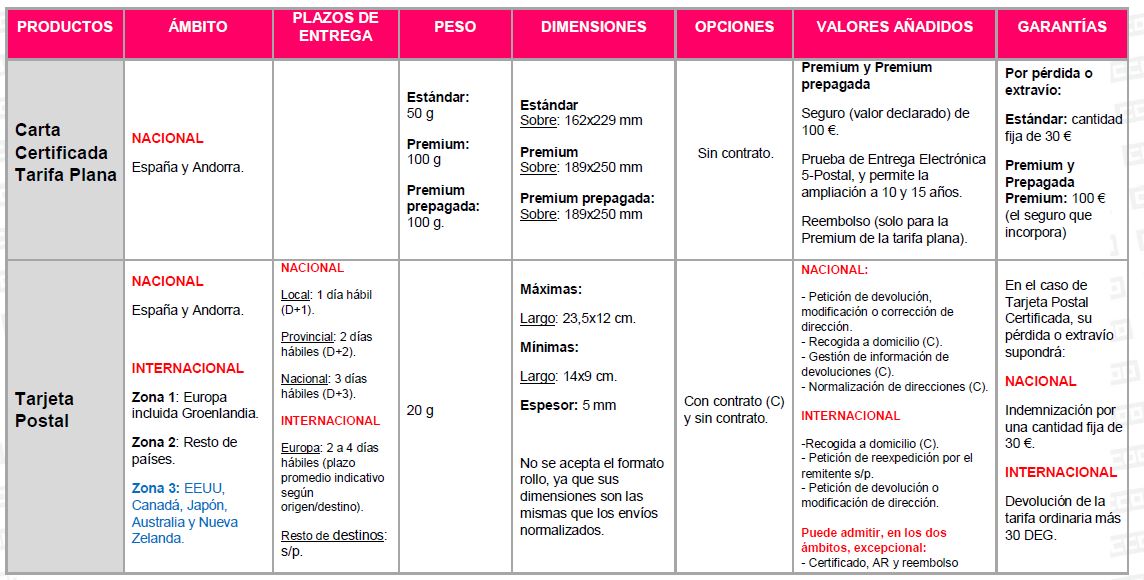 PRODUCTOS
ÁMBITO
PLAZOS DE
ENTREGA
PESO
DIMENSIONES
OPCIONES
VALORES AÑADIDOS
GARANTÍAS
Carta
Certificada
Tarifa Plana
NACIONAL
España y Andorra.
Estándar:
50 g
Premium:
100 g
Premium
prepagada:
100 g.
Estándar
Sobre: 162x229 mm
Premium
Sobre: 189x250 mm
Premium prepagada:
Sobre: 189x250 mm
Sin contrato.
Premium y Premium
prepagada
Seguro (valor declarado) de
100 €.
Prueba de Entrega Electrónica
5-Postal, y permite la
ampliación a 10 y 15 años.
Reembolso (solo para la
Premium de la tarifa plana).
Por pérdida o
extravío:
Estándar: cantidad
fija de 30 €
Premium y
Prepagada
Premium: 100 €
(el seguro que
incorpora)
Tarjeta
Postal
NACIONAL
España y Andorra.
INTERNACIONAL
Zona 1: Europa
incluida Groenlandia.
Zona 2: Resto de
países.
Zona 3: EEUU,
Canadá, Japón,
Australia y Nueva
Zelanda.
NACIONAL
Local: 1 día hábil
(D+1).
Provincial: 2 días
hábiles (D+2).
Nacional: 3 días
hábiles (D+3).
INTERNACIONAL
Europa: 2 a 4 días
hábiles (plazo
promedio indicativo
según
origen/destino).
Resto de destinos:
s/p.
20 g
Máximas:
Largo: 23,5x12 cm.
Mínimas:
Largo: 14x9 cm.
Espesor: 5 mm
No se acepta el formato
rollo, ya que sus
dimensiones son las
mismas que los envíos
normalizados.
Con contrato (C)
y sin contrato.
NACIONAL:
- Petición de devolución,
modificación o corrección de
dirección.
- Recogida a domicilio (C).
- Gestión de información de
devoluciones (C).
- Normalización de direcciones (C).
INTERNACIONAL
-Recogida a domicilio (C).
- Petición de reexpedición por el
remitente s/p.
- Petición de devolución o
modificación de dirección.
Puede admitir, en los dos
ámbitos, excepcional:
- Certificado, AR y reembolso
En el caso de
Tarjeta Postal
Certificada, su
pérdida o extravío
supondrá:
NACIONAL
Indemnización por
una cantidad fija de
30 €.
INTERNACIONAL
Devolución de la
tarifa ordinaria más
30 DEG.